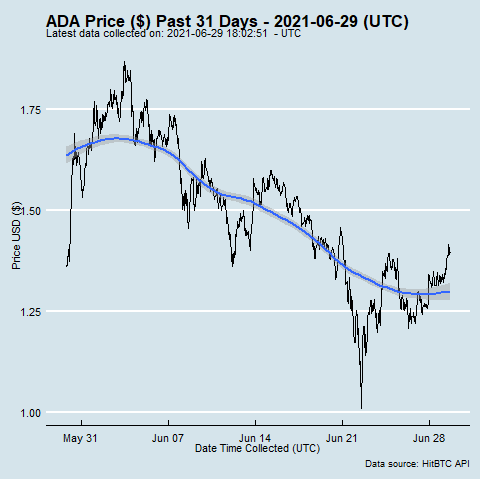 ADA Price ($) Past 31 Days - 2021-06-29 (UTC)
Latest data collected on: 2021-06-29 18:02:51 - UTC
Price USD ($)
1.75
1.50
1.25
1.00
May 31
Jun 07
Jun 14
Jun 21
Jun 28
Date Time Collected (UTC)
Data source: HitBTC API